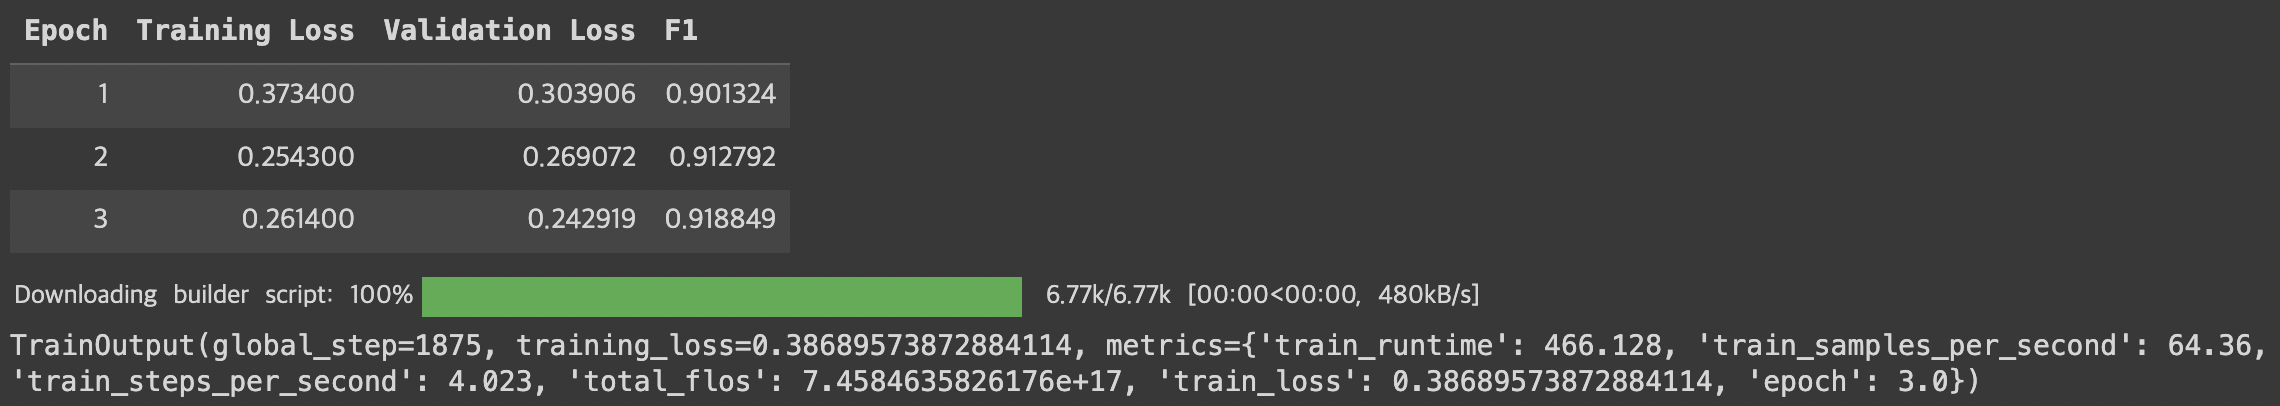 Epoch Training Loss Validation Loss F1
1 0.373400 0.303906 0.901324
2 0.254300 0.269072 0.912792
3 0.261400 0.242919 0.918849
Downloading builder script: 100% 6.77k/6.77k [00:00<00:00, 480kB/s]
TrainOutput(global_step=1875, training_loss=0.38689573872884114, metrics={'train_runtime': 466.128, 'train_samples_per_second': 64.36,
'train_steps_per_second': 4.023, 'total_flos': 7.4584635826176e+17, 'train_loss': 0.38689573872884114, 'epoch': 3.0})